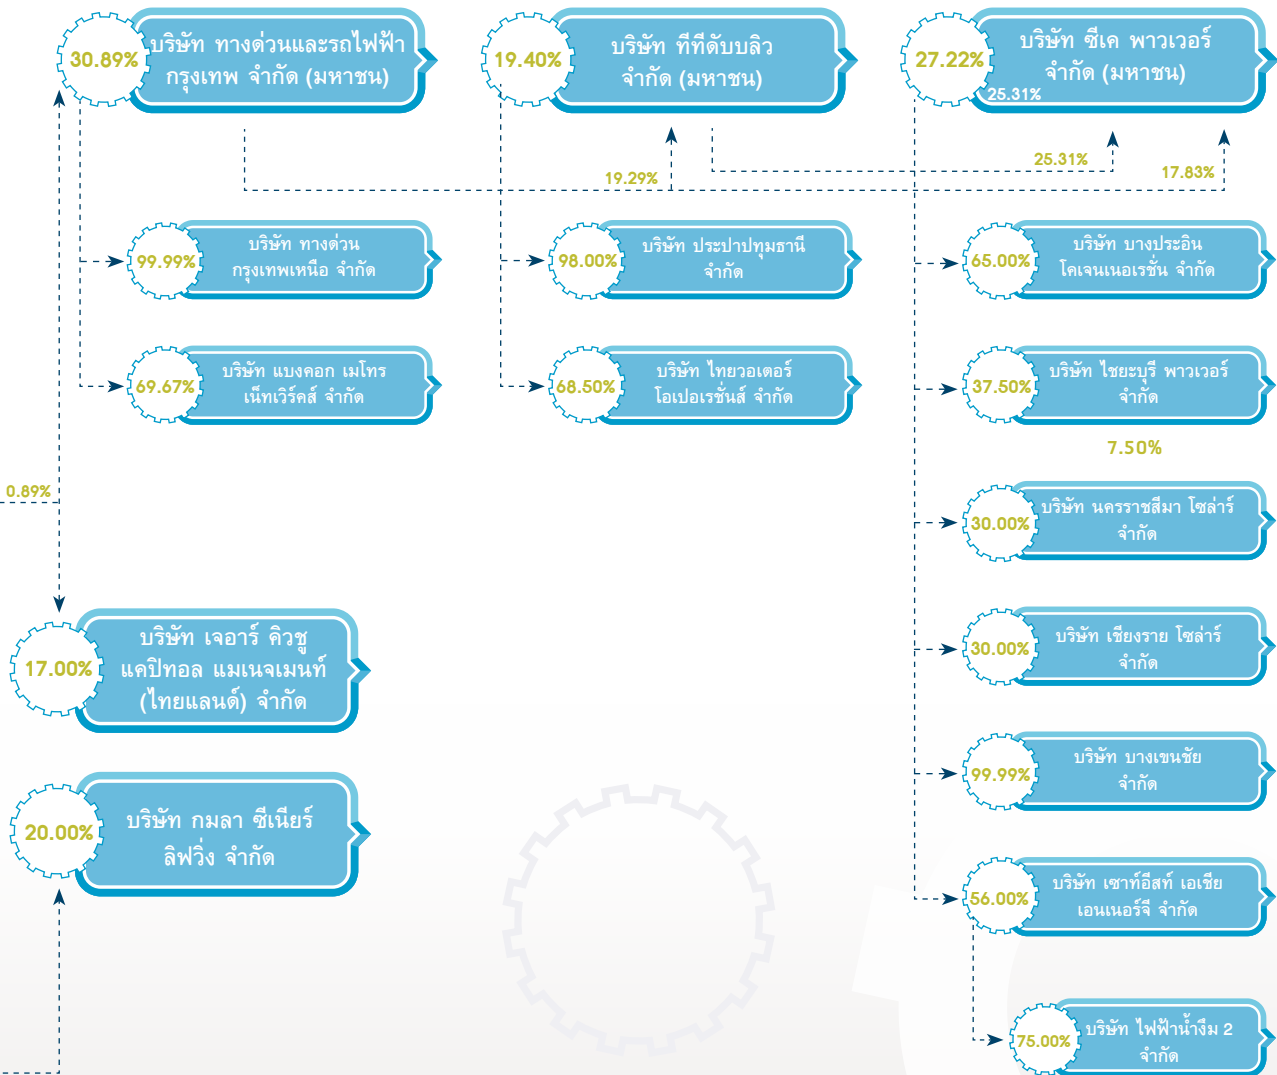 30.89%
บริษัท ทางด่วนและรถไฟฟ้า
กรุงเทพ จำกัด (มหาชน)
19.40%
บริษัท ทีทีดับบลิว
จำกัด (มหาชน)
27.22%
บริษัท ซีเค พาวเวอร์
จำกัด (มหาชน)
25.31%
19.29%
25.31%
17.83%
99.99%
บริษัท ทางด่วน
กรุงเทพเหนือ จำกัด
98.00%
บริษัท ประปาปทุมธานี
จำกัด
65.00%
บริษัท บางปะอิน
โคเจนเนอเรชั่น จำกัด
69.67%
บริษัท แบงคอก เมโทร
เน็ทเวิร์คส์ จำกัด
68.50%
บริษัท ไทยวอเตอร์
โอเปอเรชั่นส์ จำกัด
37.50%
บริษัท ไซยะบุรี พาวเวอร์
จำกัด
7.50%
0.89%
30.00%
บริษัท นครราชสีมา โซล่าร์
จำกัด
17.00%
บริษัท เจอาร์ คิวชู
แคปิทอล แมเนจเมนท์
(ไทยแลนด์) จำกัด
30.00%
บริษัท เชียงราย โซล่าร์
จำกัด
99.99%
บริษัท บางเขนชัย
จำกัด
20.00%
บริษัท กมลา ซีเนียร์
ลิฟวิ่ง จำกัด
56.00%
บริษัท เซาท์อีสท์ เอเชีย
เอนเนอร์จี จำกัด
75.00%
บริษัท ไฟฟ้าน้ำงึม 2
จำกัด